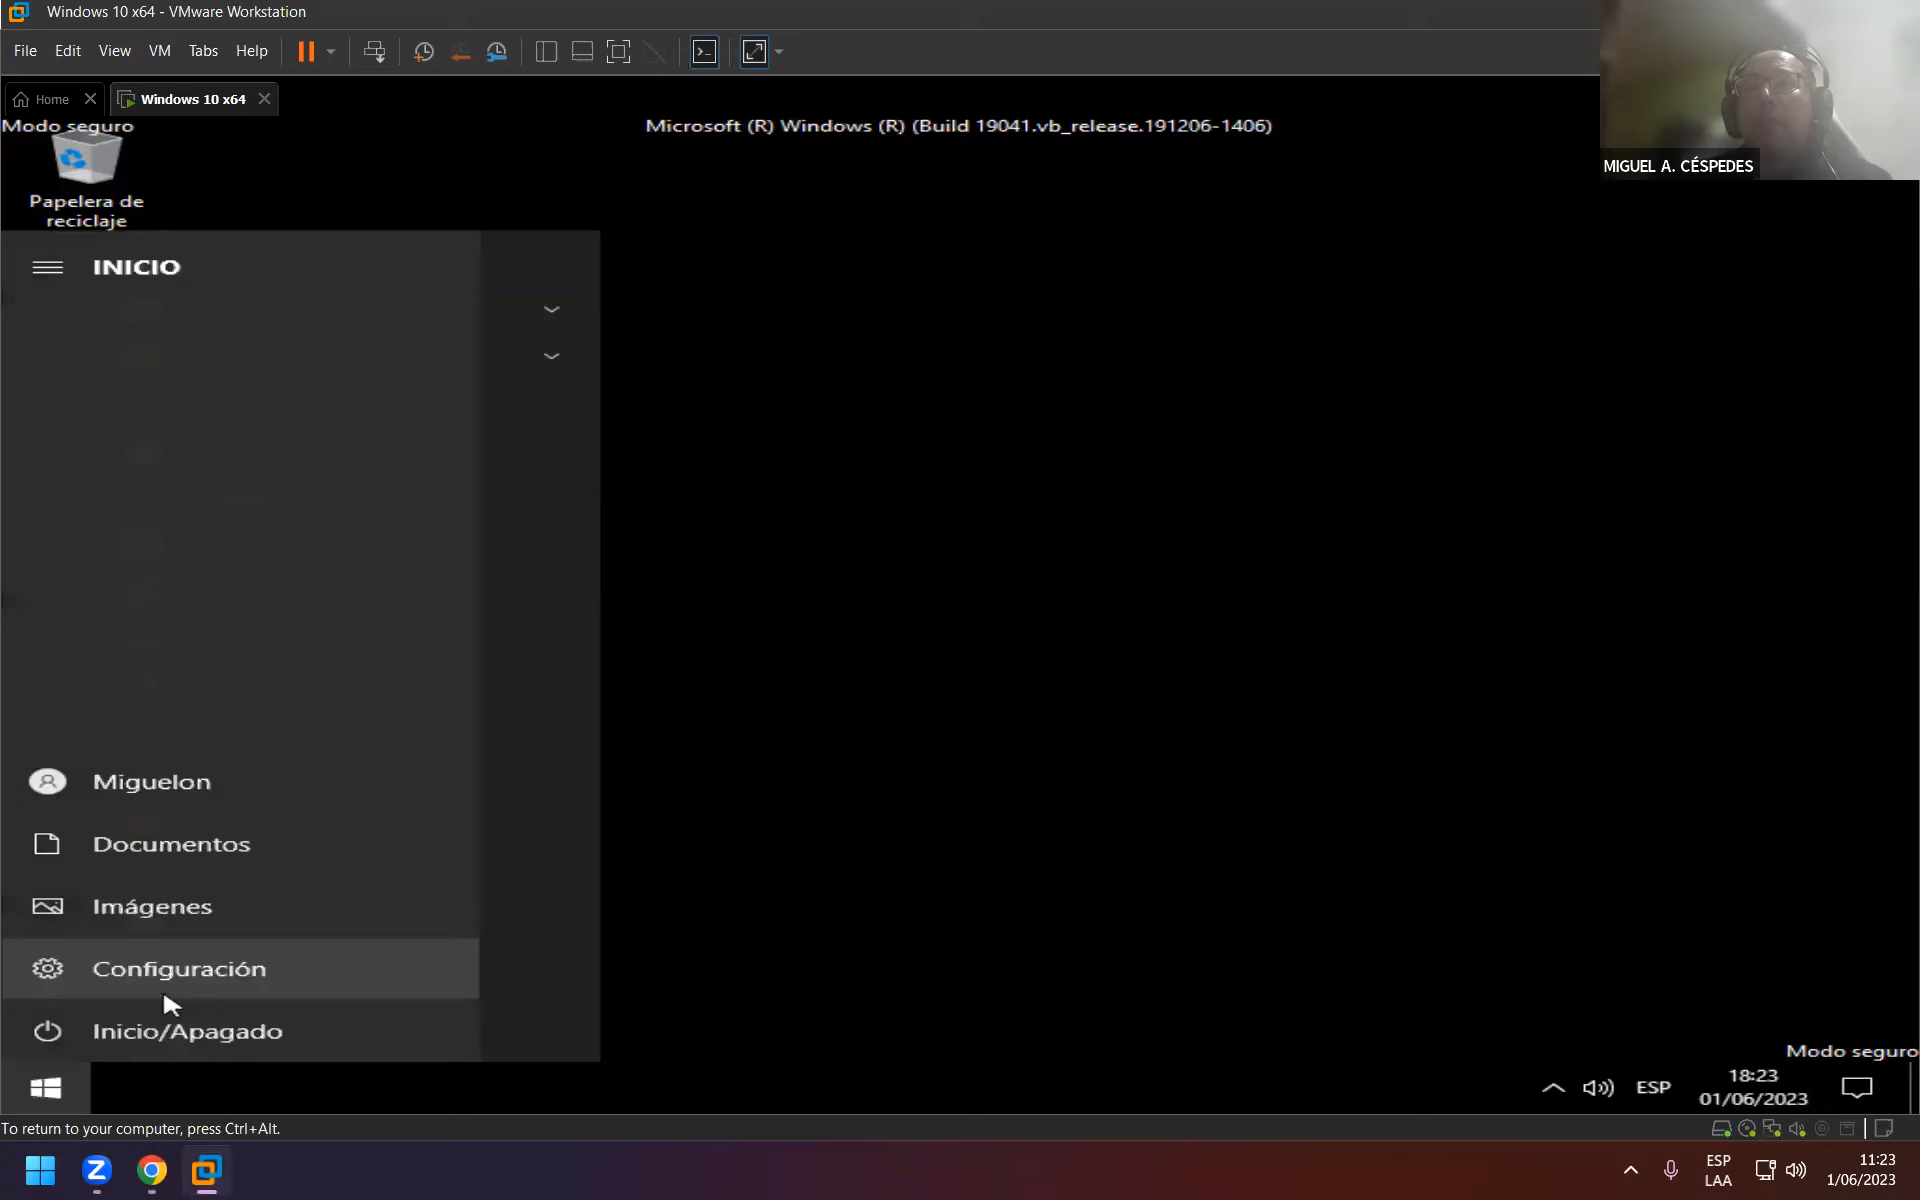 Windows 10 x64 - VMware Workstation
File Edit View VM Tabs Help
Home
Windows 10 x64
Modo seguro
Microsoft (R) Windows (R) (Build 19041.vb_release.191206-1406)
MIGUEL A. CÉSPEDES
Papelera de
reciclaje
INICIO
Miguelon
Documentos
Imágenes
Configuración
Inicio/Apagado
Modo seguro
ESP
18:23
01/06/2023
To return to your computer, press Ctrl+Alt.
ESP
LAA
11:23
1/06/2023